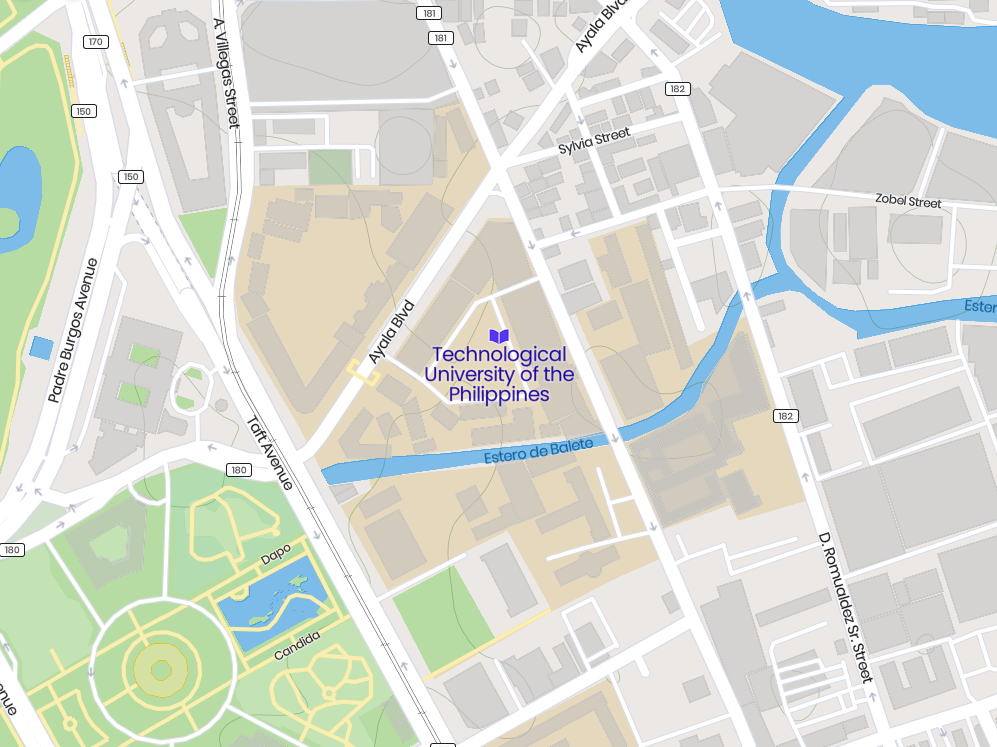 181
181
170
A. Villegas Street
Ayala Blvd
150
182
Sylvia Street
150
Zobel Street
Padre Burgos Avenue
Ayala Blvd
Ester
Technological
University of the
Philippines
182
Taft Avenue
Estero de Balete
180
180
D. Romualdez Sr. Street
Dapo
Candida
enue